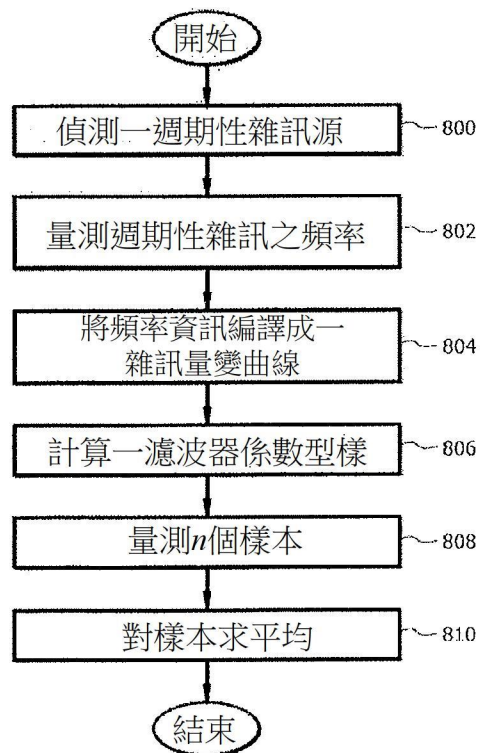 開始
偵測一週期性雜訊源
800
量測週期性雜訊之頻率
802
將頻率資訊編譯成一
雜訊量變曲線
804
計算一濾波器係數型樣
806
量測n個樣本
808
對樣本求平均
810
結束